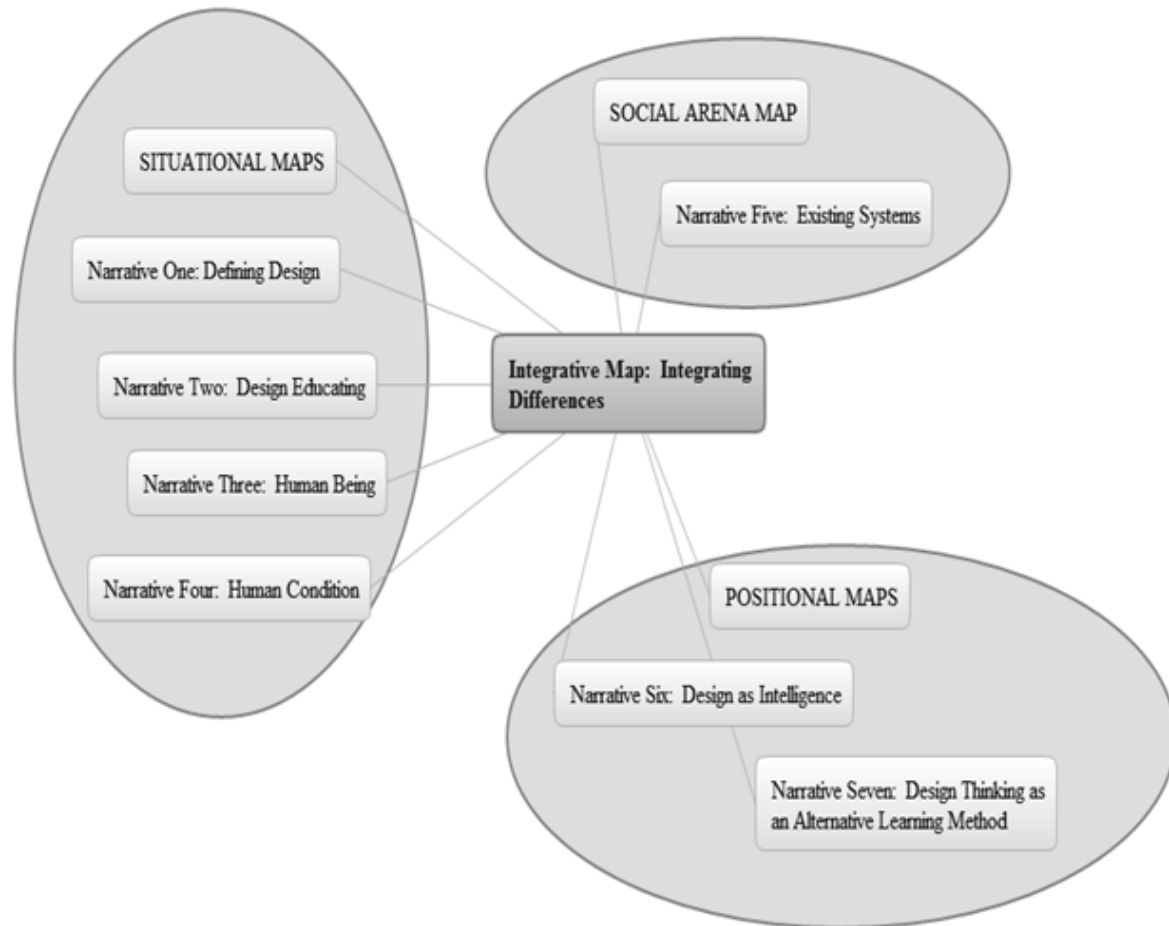 SITUATIONAL MAPS
Narrative One: Defining Design
Narrative Two: Design Educating
Narrative Three: Human Being
Narrative Four: Human Condition
SOCIAL ARENA MAP
Narrative Five: Existing Systems
Integrative Map: Integrating
Differences
POSITIONAL MAPS
Narrative Six: Design as Intelligence
Narrative Seven: Design Thinking as
an Alternative Learning Method